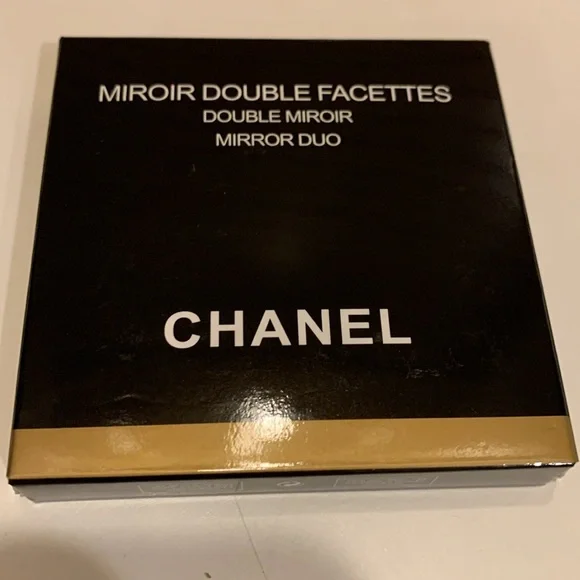 MIROIR DOUBLE FACETTES
DOUBLE MIROIR
MIRROR DUO
CHANEL